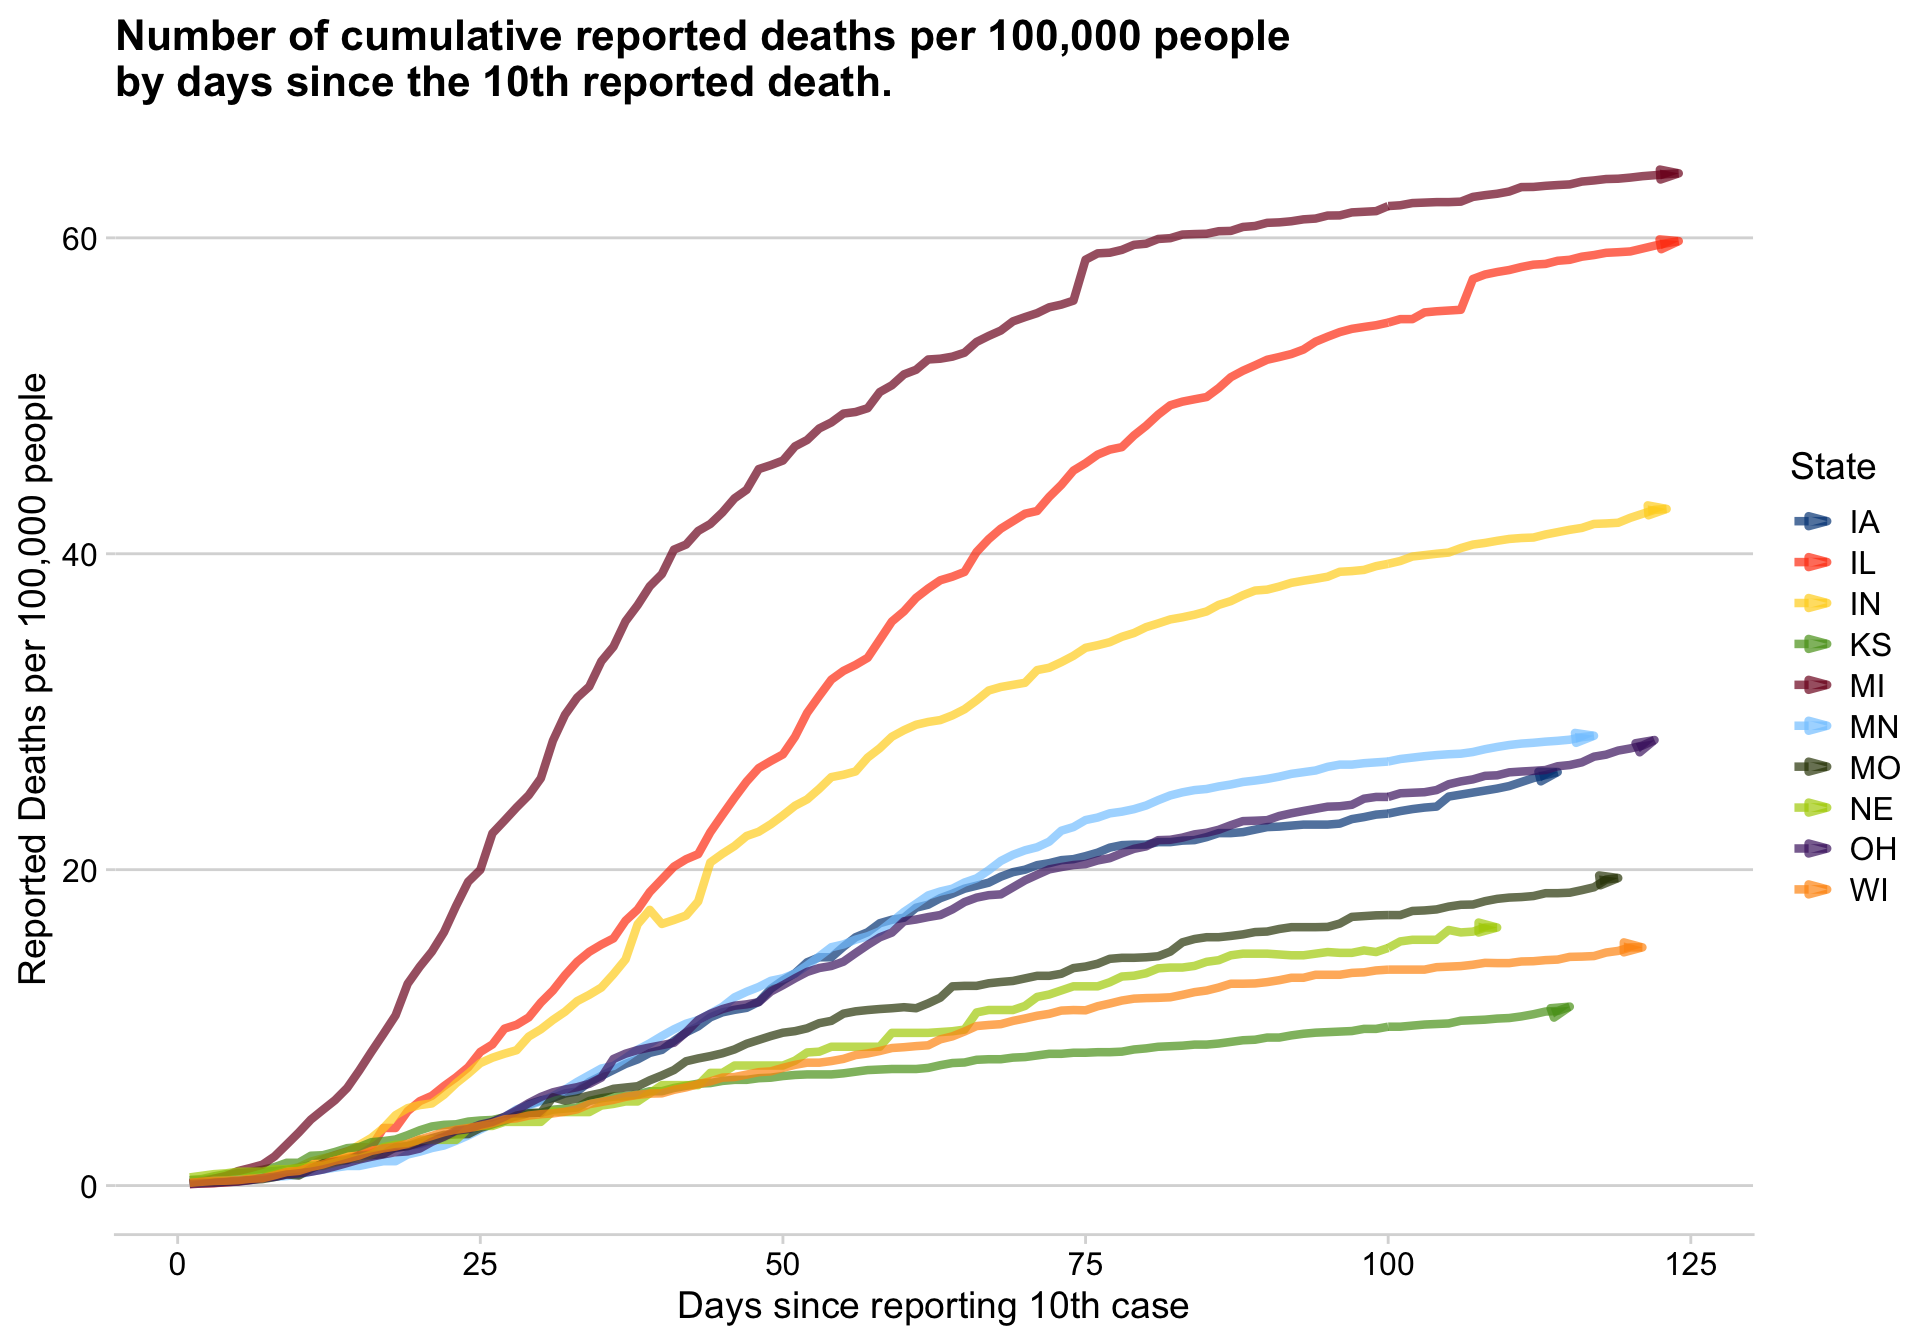 Number of cumulative reported deaths per 100,000 people
by days since the 10th reported death.
Reported Deaths per 100,000 people
60
40
20
0
0
25
50
75
100
125
Days since reporting 10th case
State
IA
IL
IN
KS
MI
MN
MO
NE
OH
WI